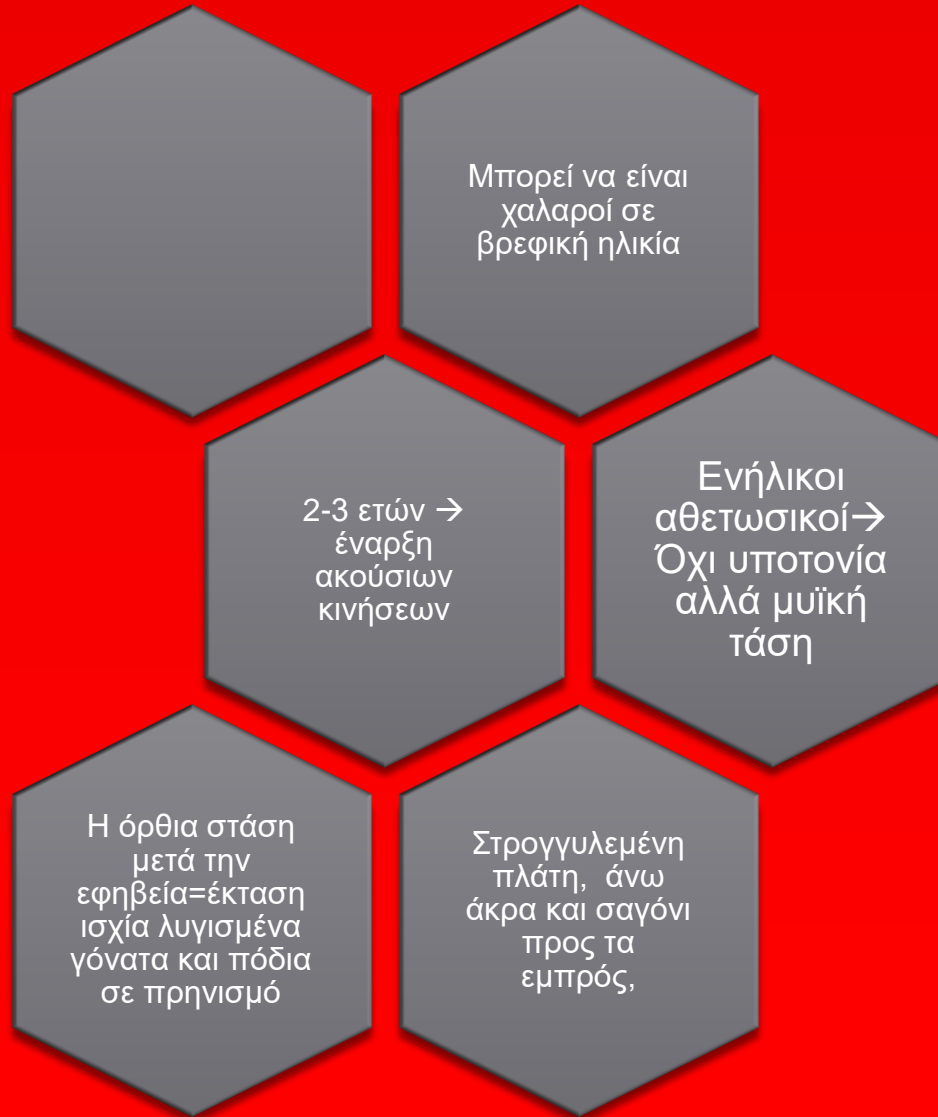 Μπορεί να είναι
χαλαροί σε
βρεφική ηλικία
2-3 ετών →
έναρξη
ακούσιων
κινήσεων
Ενήλικοι
αθετωσικοί→
Όχι υποτονία
αλλά μυϊκή
τάση
Η όρθια στάση
μετά την
εφηβεία=έκταση
ισχία λυγισμένα
γόνατα και πόδια
σε πρηνισμό
Στρογγυλεμένη
πλάτη, άνω
άκρα και σαγόνι
προς τα
εμπρός,